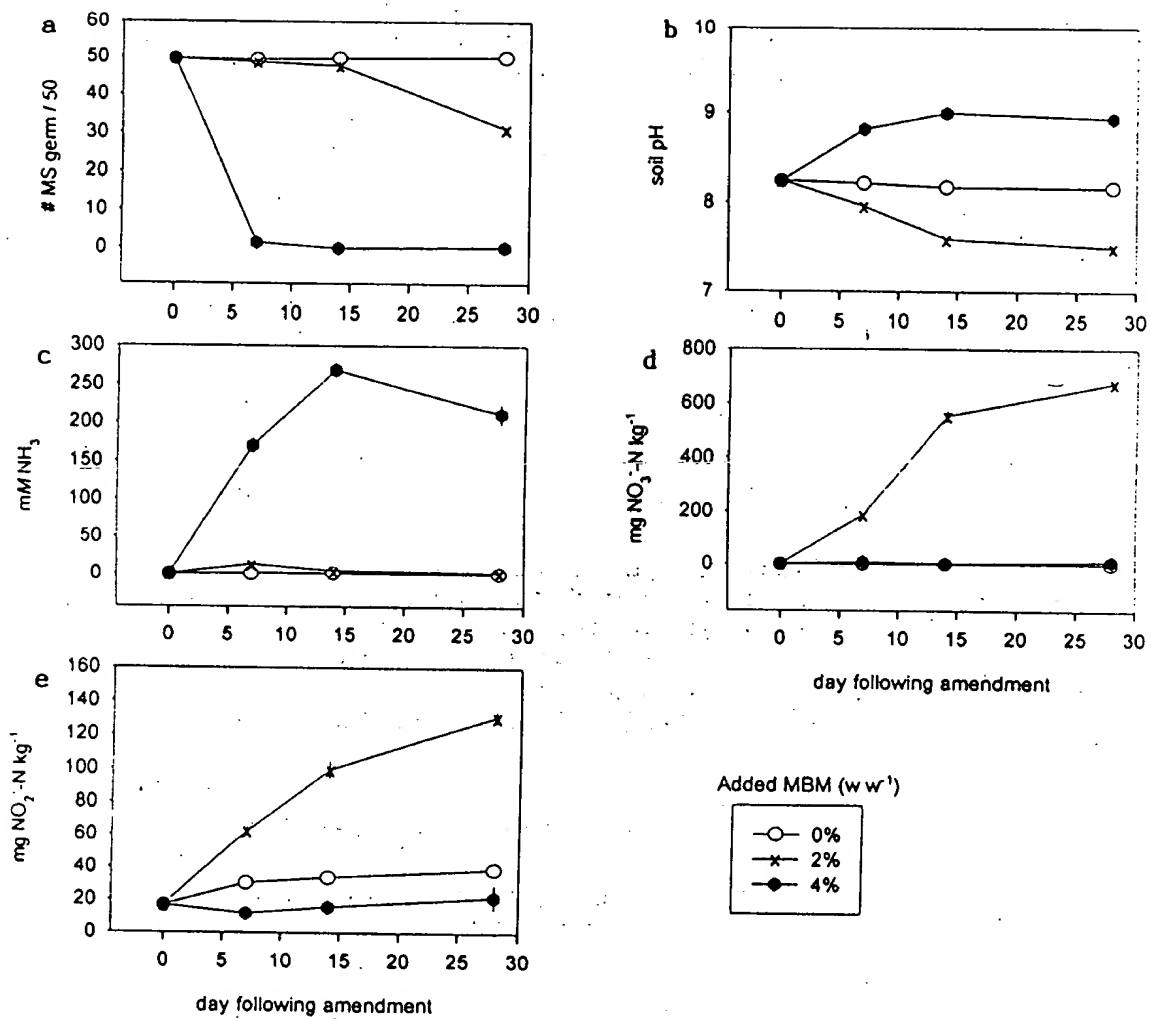 a
# MS germ / 50
60
50
40
30
20
10
0
0 5 10 15 20 25 30
b
soil pH
10
9
8
7
0 5 10 15 20 25 30
c
mM NH₃
300
250
200
150
100
50
0
0 5 10 15 20 25 30
d
mg NO₃⁻-N kg⁻¹
800
600
400
200
0
0 5 10 15 20 25 30
day following amendment
e
mg NO₂⁻-N kg⁻¹
160
140
120
100
80
60
40
20
0
0 5 10 15 20 25 30
day following amendment
Added MBM (w w⁻¹)
0%
2%
4%